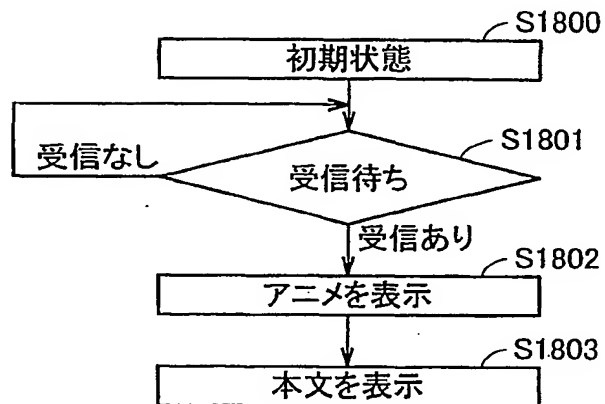 S1800
初期状態
S1801
受信なし
受信待ち
受信あり
S1802
アニメを表示
S1803
本文を表示